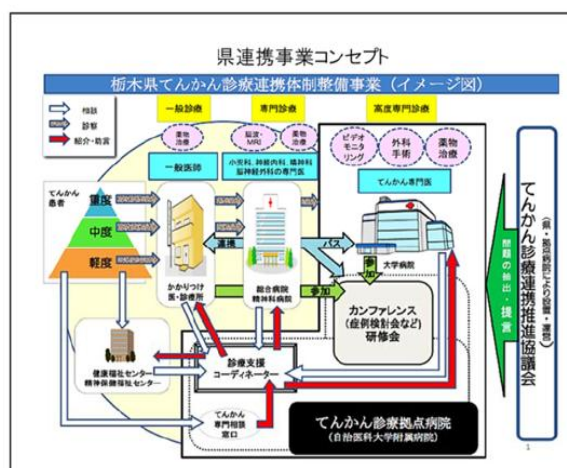 県連携事業コンセプト
栃木県てんかん診療連携体制整備事業（イメージ図）
相談
診察
紹介・助言
一般診療
専門診療
高度専門診療
薬物
治療
脳波・
MRI
薬物
治療
ビデオ
モニタ
リング
外科
手術
薬物
治療
一般医師
小児科、神経内科、精神科
脳神経外科の専門医
てんかん専門医
てんかん
患者
重度
中度
軽度
連携
パス
大学病院
かかりつけ
医・診療所
総合病院
精神科病院
参加
参加
カンファレンス
（症例検討会など）
研修会
健康福祉センター
精神保健福祉センター
診療支援
コーディネーター
てんかん
専門相談
窓口
てんかん診療拠点病院
（自治医科大学附属病院）
問題の抽出・提言
てんかん診療連携推進協議会
（県・拠点病院により設置・運営）
1